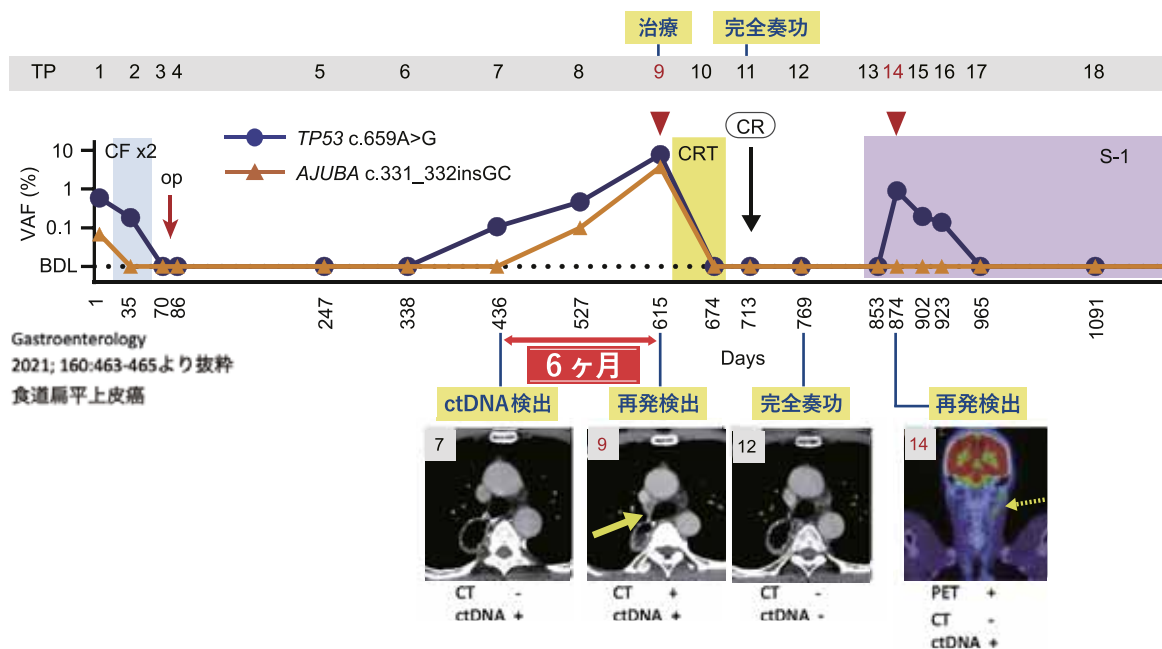 治療 完全奏功
TP 1 2 3 4 5 6 7 8 9 10 11 12 13 14 15 16 17 18
CF x2
TP53 c.659A>G
AJUBA c.331_332insGC
op
CRT
CR
S-1
VAF (%)
10
1
0.1
BDL
1 35 70 86 247 338 436 527 615 674 713 769 853 874 902 923 965 1091
Days
6ヶ月
Gastroenterology
2021; 160:463-465より抜粋
食道扁平上皮癌
ctDNA検出 再発検出 完全奏功 再発検出
7 9 12 14
CT -
ctDNA +
CT +
ctDNA +
CT -
ctDNA -
PET +
CT -
ctDNA +